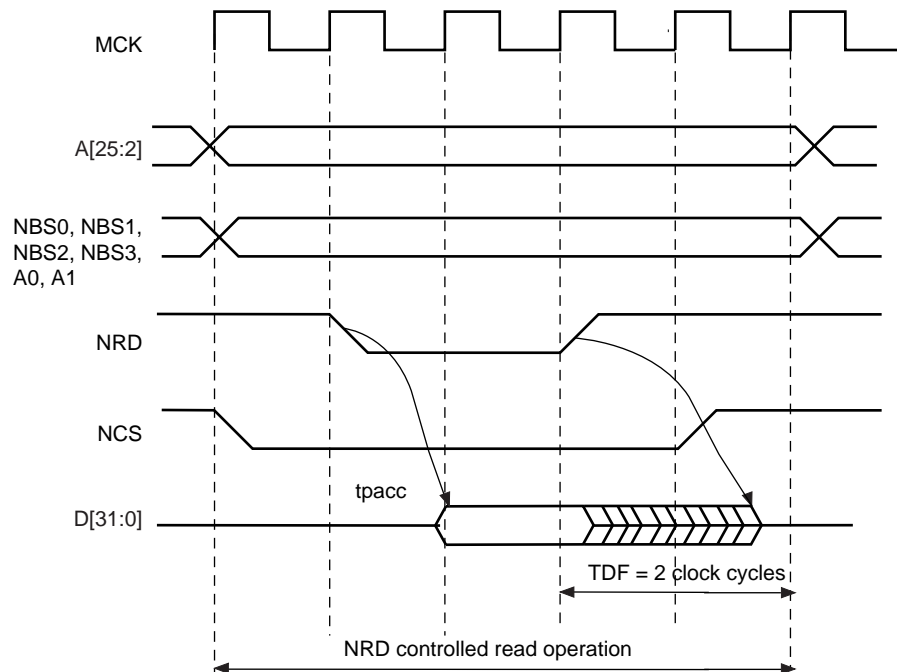 MCK
A[25:2]
NBS0, NBS1,
NBS2, NBS3,
A0, A1
NRD
NCS
tpacc
D[31:0]
TDF = 2 clock cycles
NRD controlled read operation